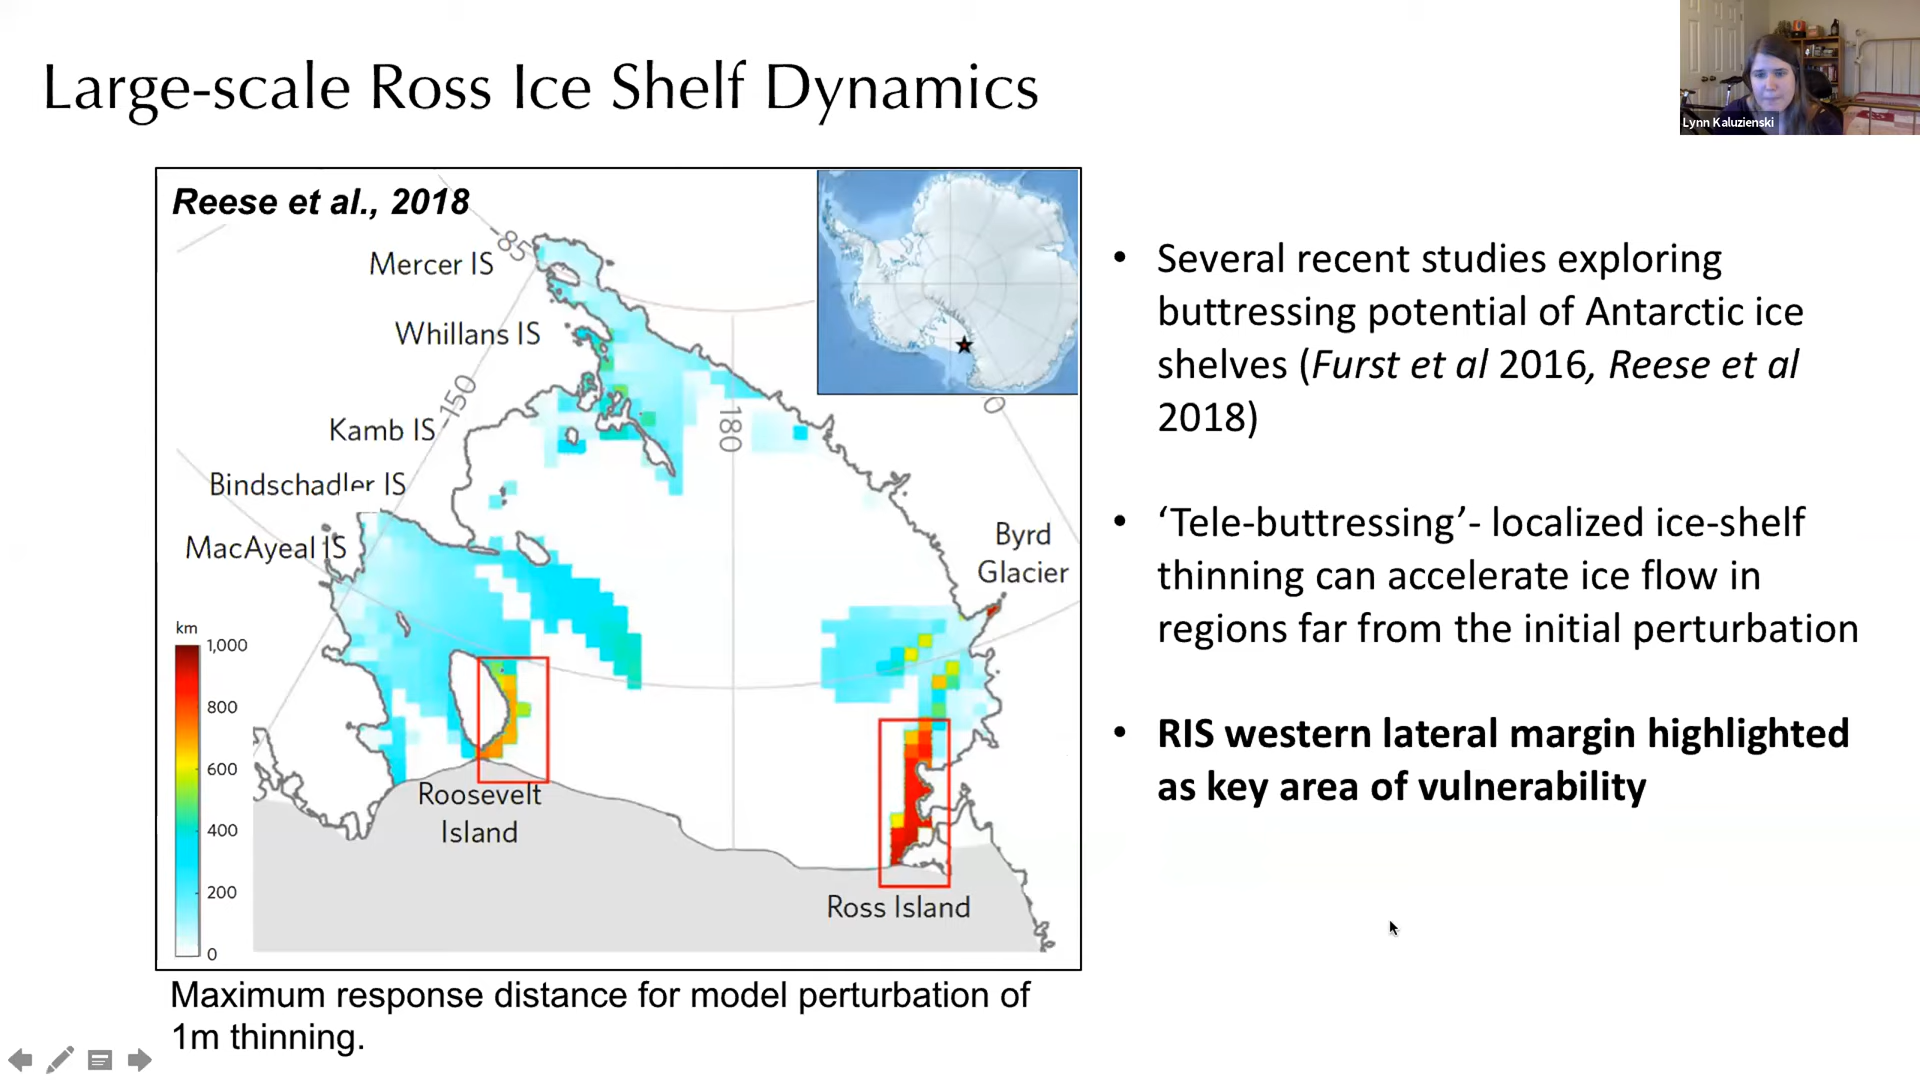 Large-scale Ross Ice Shelf Dynamics
Lynn Kaluzienski
Reese et al., 2018
-85
Mercer IS
Whillans IS
-150
Kamb IS
180
Bindschadler IS
MacAyeal IS
Byrd
Glacier
km
1,000
800
600
400
200
0
Roosevelt
Island
Ross Island
Maximum response distance for model perturbation of
1m thinning.
• Several recent studies exploring
buttressing potential of Antarctic ice
shelves (Furst et al 2016, Reese et al
2018)
• ‘Tele-buttressing’- localized ice-shelf
thinning can accelerate ice flow in
regions far from the initial perturbation
• RIS western lateral margin highlighted
as key area of vulnerability